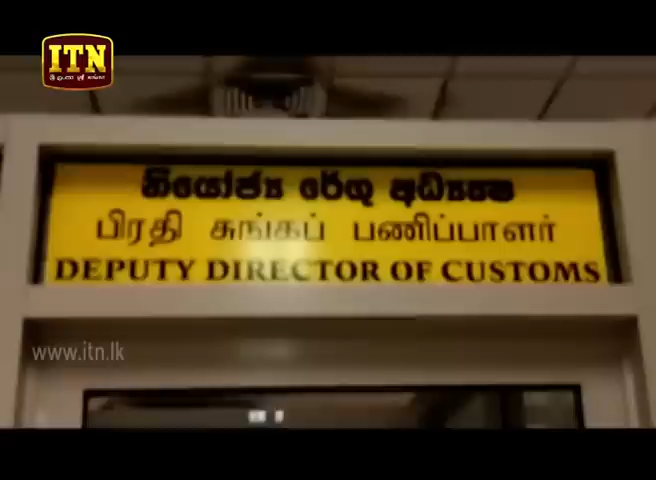 ITN
නියෝජ්‍ය රේගු අධ්‍යක්ෂ
பிரதி சுங்கப் பணிப்பாளர்
DEPUTY DIRECTOR OF CUSTOMS
www.itn.lk